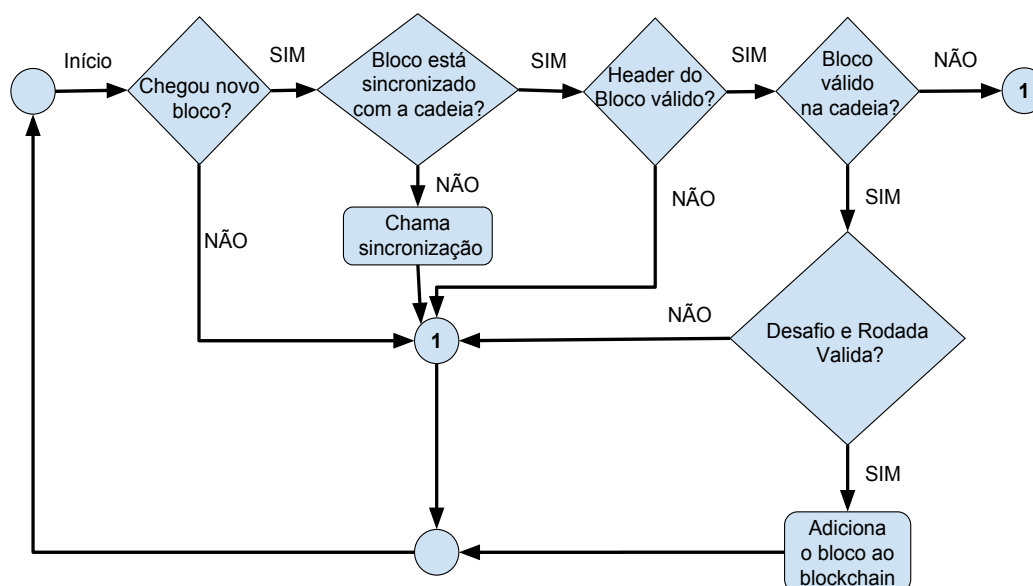 Início
Chegou novo
bloco?
SIM
Bloco está
sincronizado
com a cadeia?
SIM
Header do
Bloco válido?
SIM
Bloco
válido
na cadeia?
NÃO
1
NÃO
NÃO
Chama
sincronização
NÃO
SIM
1
NÃO
Desafio e Rodada
Valida?
SIM
Adiciona
o bloco ao
blockchain